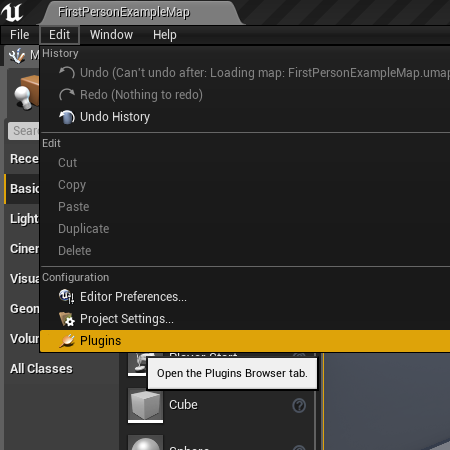 FirstPersonExampleMap
File Edit Window Help
M
History
Undo (Can't undo after: Loading map: FirstPersonExampleMap.umap
Redo (Nothing to redo)
Sear
Undo History
Rece
Edit
Cut
Basic
Copy
Light
Paste
Duplicate
Cine
Delete
Visua
Configuration
Editor Preferences...
Geon
Project Settings...
Volu
Plugins
Player Start
All Classes
Open the Plugins Browser tab.
Cube
Sphere